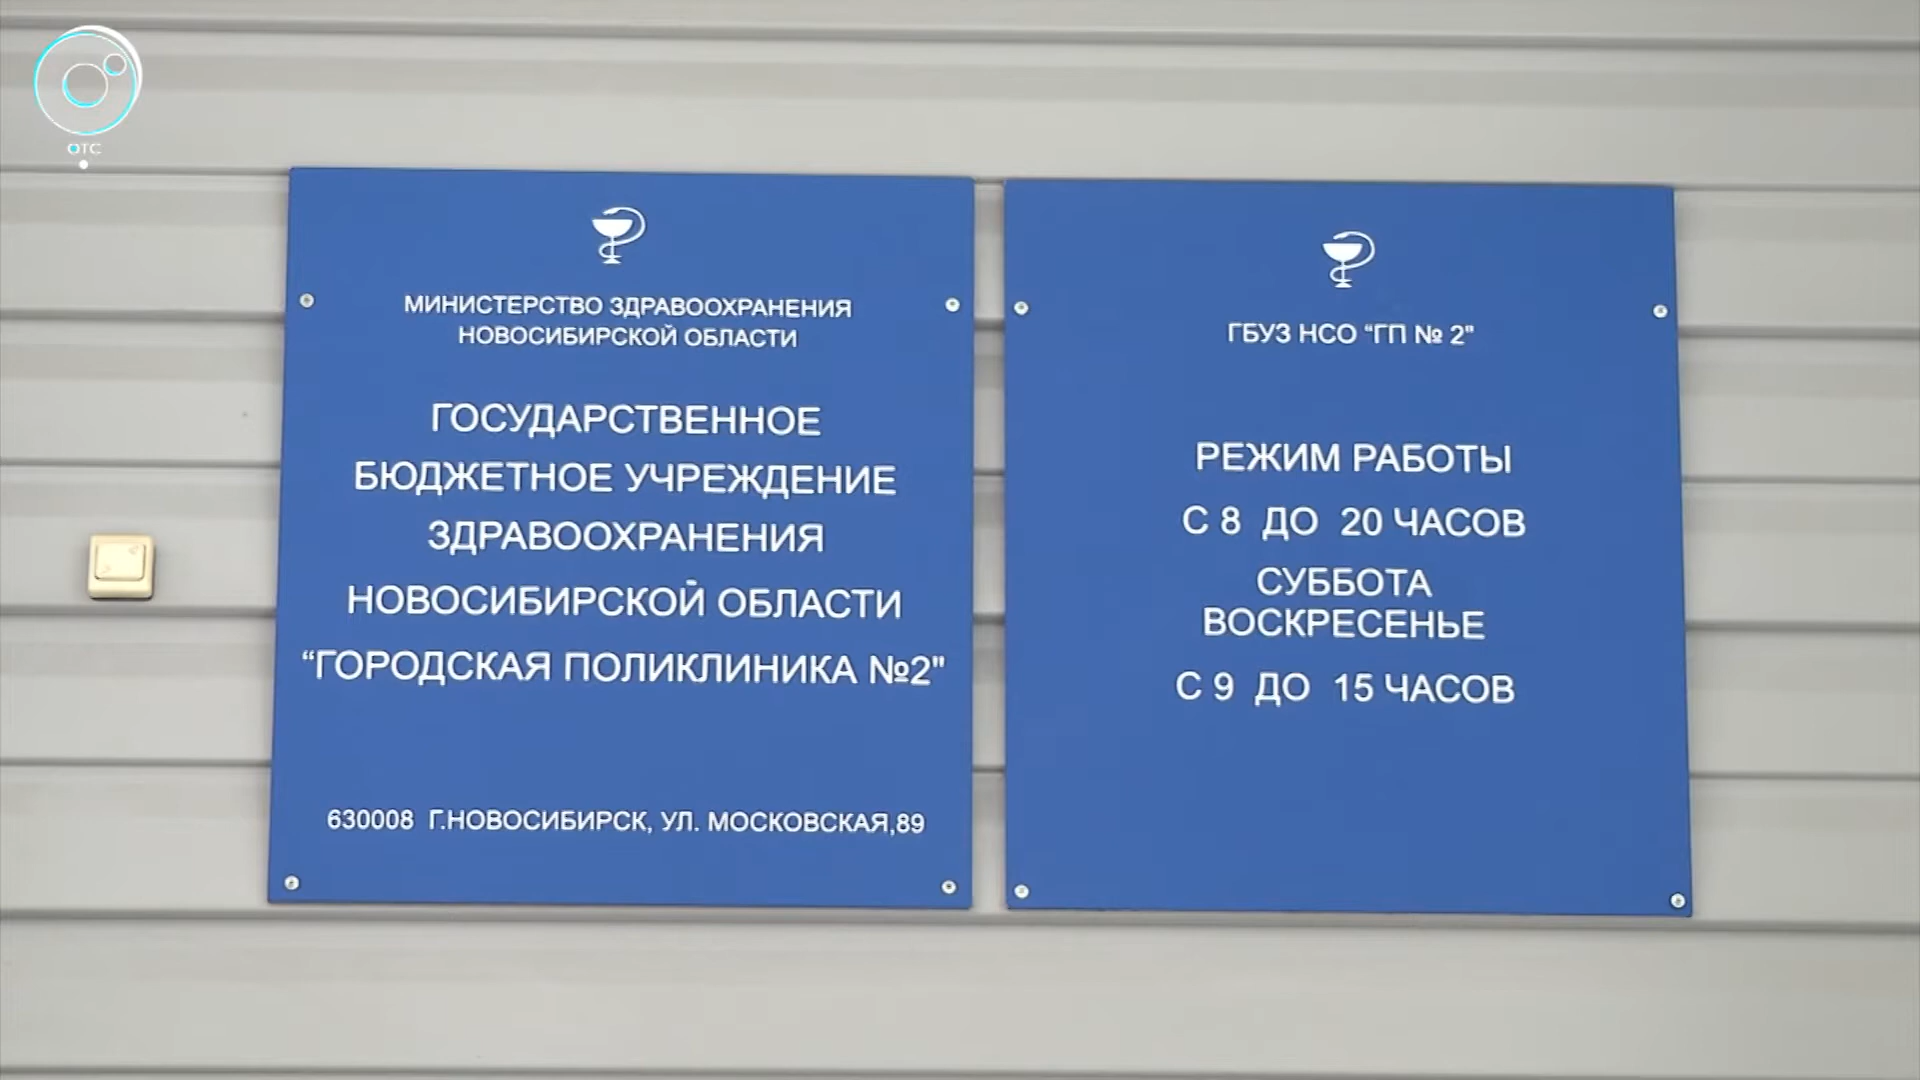 ОТС
МИНИСТЕРСТВО ЗДРАВООХРАНЕНИЯ
НОВОСИБИРСКОЙ ОБЛАСТИ
ГОСУДАРСТВЕННОЕ
БЮДЖЕТНОЕ УЧРЕЖДЕНИЕ
ЗДРАВООХРАНЕНИЯ
НОВОСИБИРСКОЙ ОБЛАСТИ
“ГОРОДСКАЯ ПОЛИКЛИНИКА №2"
630008 Г.НОВОСИБИРСК, УЛ. МОСКОВСКАЯ,89
ГБУЗ НСО “ГП № 2"
РЕЖИМ РАБОТЫ
С 8 ДО 20 ЧАСОВ
СУББОТА
ВОСКРЕСЕНЬЕ
С 9 ДО 15 ЧАСОВ